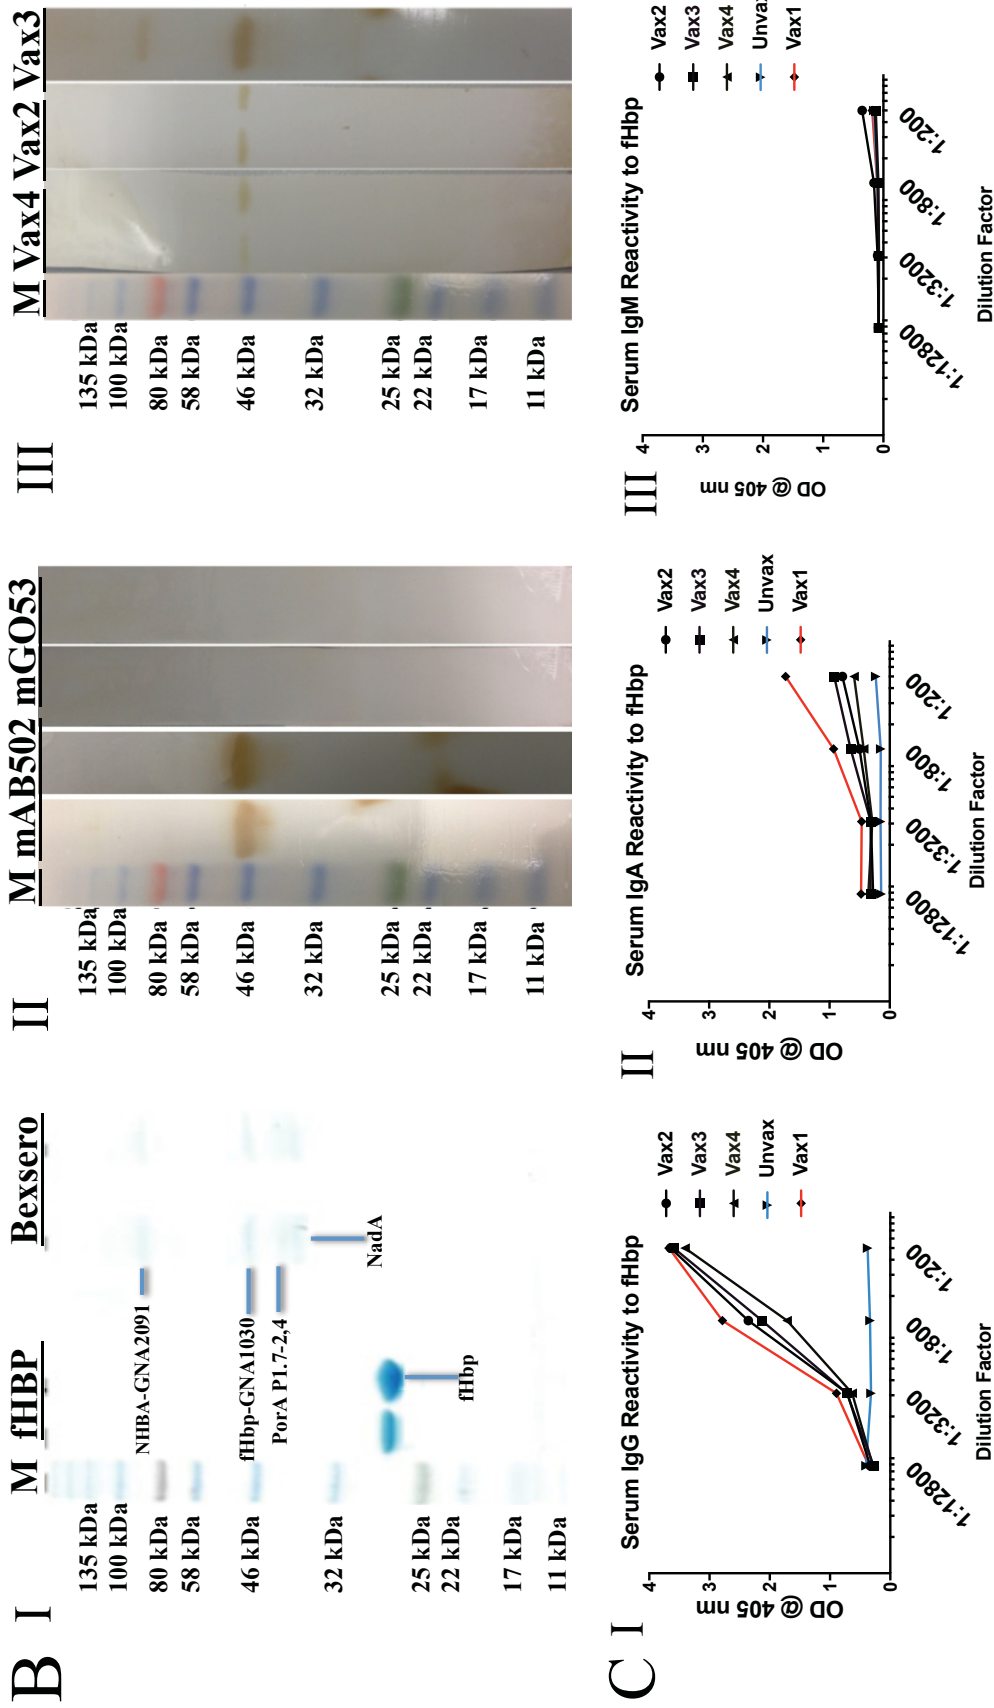 B I
M fHBP Bexsero
135 kDa
100 kDa
80 kDa
58 kDa
46 kDa
32 kDa
25 kDa
22 kDa
17 kDa
11 kDa
NHBA-GNA2091
fHbp-GNA1030
PorA P1.7-2,4
NadA
fHbp
II
M mAB502 mGO53
135 kDa
100 kDa
80 kDa
58 kDa
46 kDa
32 kDa
25 kDa
22 kDa
17 kDa
11 kDa
III
M Vax4 Vax2 Vax3
135 kDa
100 kDa
80 kDa
58 kDa
46 kDa
32 kDa
25 kDa
22 kDa
17 kDa
11 kDa
C I
Serum IgG Reactivity to fHbp
OD @ 405 nm
4
3
2
1
0
1:12800
1:3200
1:800
1:200
Dilution Factor
Vax2
Vax3
Vax4
Unvax
Vax1
II
Serum IgA Reactivity to fHbp
OD @ 405 nm
4
3
2
1
0
1:12800
1:3200
1:800
1:200
Dilution Factor
Vax2
Vax3
Vax4
Unvax
Vax1
III
Serum IgM Reactivity to fHbp
OD @ 405 nm
4
3
2
1
0
1:12800
1:3200
1:800
1:200
Dilution Factor
Vax2
Vax3
Vax4
Unvax
Vax1